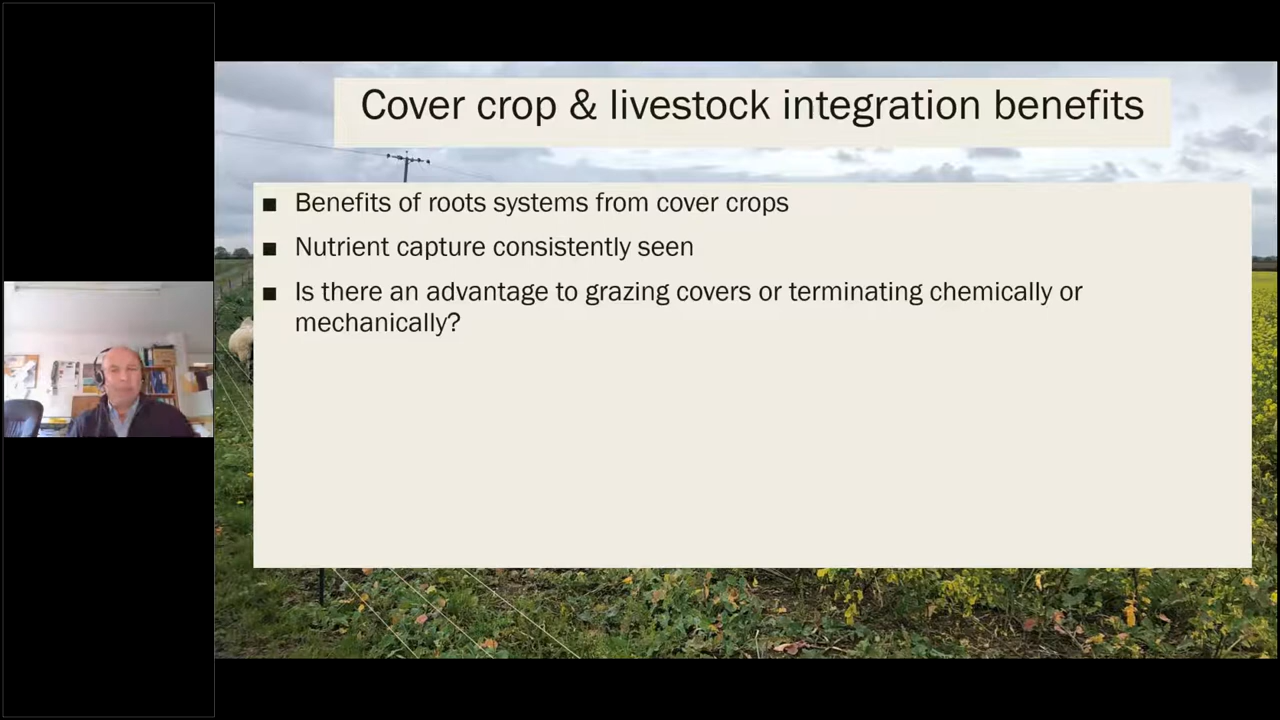 Cover crop & livestock integration benefits
■ Benefits of roots systems from cover crops
■ Nutrient capture consistently seen
■ Is there an advantage to grazing covers or terminating chemically or
mechanically?